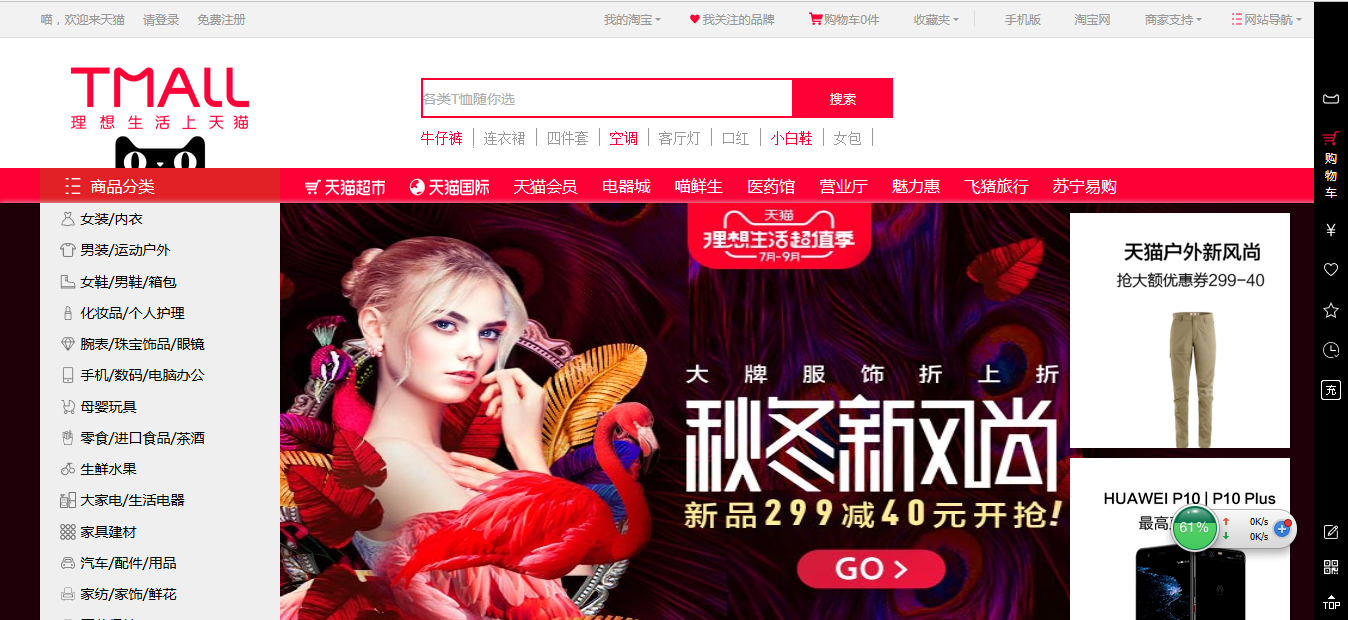 喵，欢迎来天猫 请登录 免费注册 我的淘宝 我关注的品牌 购物车0件 收藏夹 手机版 淘宝网 商家支持 网站导航
TMALL
理想生活上天猫
各类T恤随你选 搜索
牛仔裤 连衣裙 四件套 空调 客厅灯 口红 小白鞋 女包
商品分类 天猫超市 天猫国际 天猫会员 电器城 喵鲜生 医药馆 营业厅 魅力惠 飞猪旅行 苏宁易购
女装/内衣
男装/运动户外
女鞋/男鞋/箱包
化妆品/个人护理
腕表/珠宝饰品/眼镜
手机/数码/电脑办公
母婴玩具
零食/进口食品/茶酒
生鲜水果
大家电/生活电器
家具建材
汽车/配件/用品
家纺/家饰/鲜花
天猫
理想生活超值季
7月-9月
大牌服饰折上折
秋冬新风尚
新品299减40元开抢!
GO >
天猫户外新风尚
抢大额优惠券299-40
HUAWEI P10 | P10 Plus
最高
61%
0K/s
0K/s
购物车
¥
充
TOP